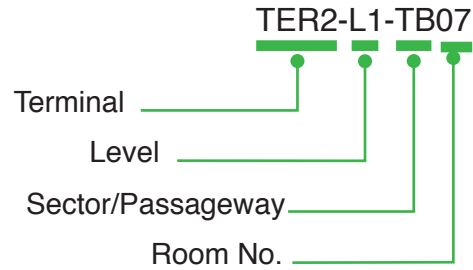 TER2-L1-TB07
Terminal
Level
Sector/Passageway
Room No.